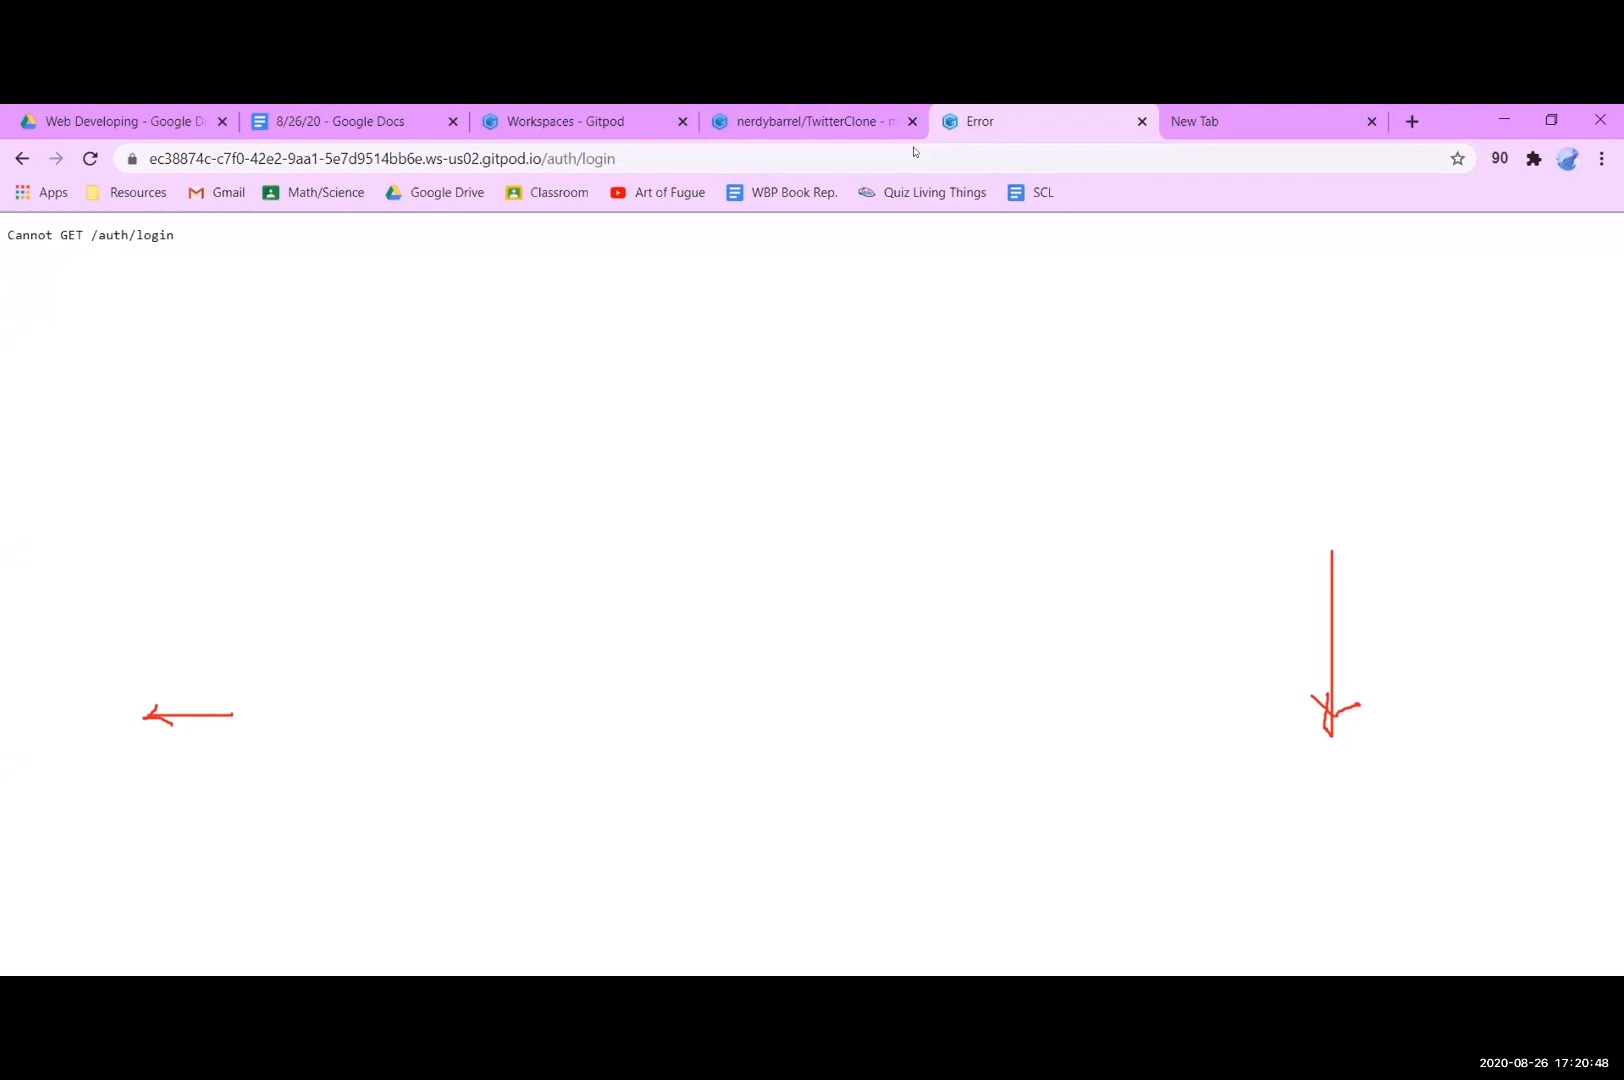 Web Developing - Google D
8/26/20 - Google Docs
Workspaces - Gitpod
nerdybarrel/TwitterClone - m
Error
New Tab
ec38874c-c7f0-42e2-9aa1-5e7d9514bb6e.ws-us02.gitpod.io/auth/login
90
Apps
Resources
Gmail
Math/Science
Google Drive
Classroom
Art of Fugue
WBP Book Rep.
Quiz Living Things
SCL
Cannot GET /auth/login
2020-08-26 17:20:48